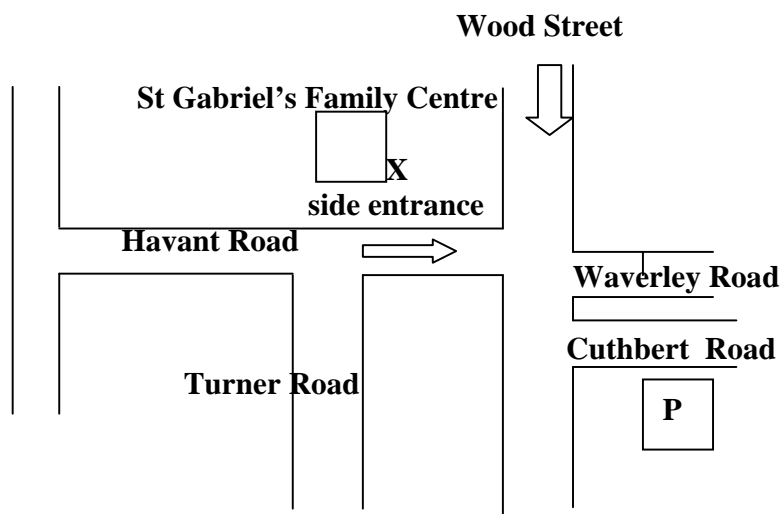 Wood Street
St Gabriel's Family Centre
X
side entrance
Havant Road
Waverley Road
Cuthbert Road
Turner Road
P